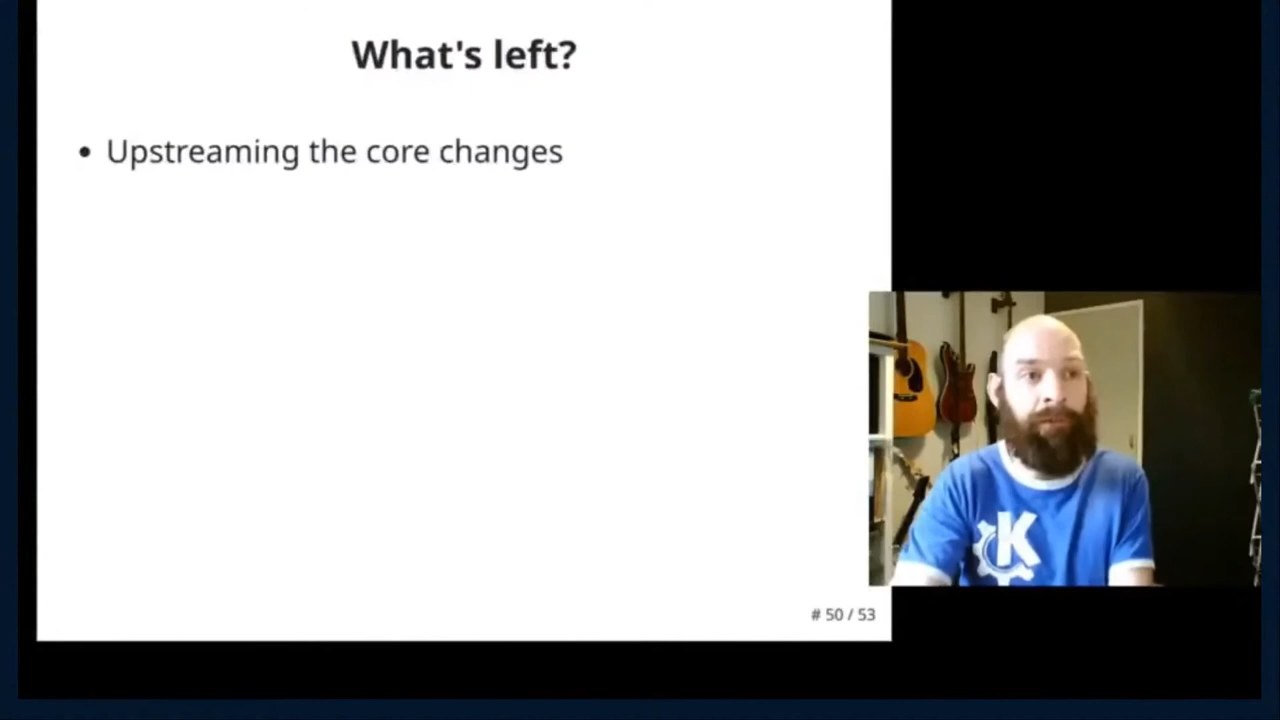 What's left?
• Upstreaming the core changes
K
# 50 / 53